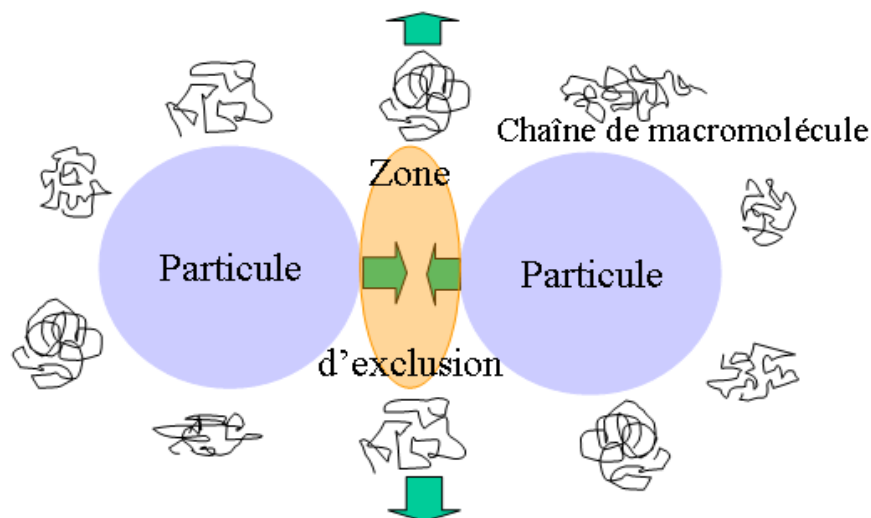 Chaîne de macromolécule
Zone
Particule
Particule
d’exclusion